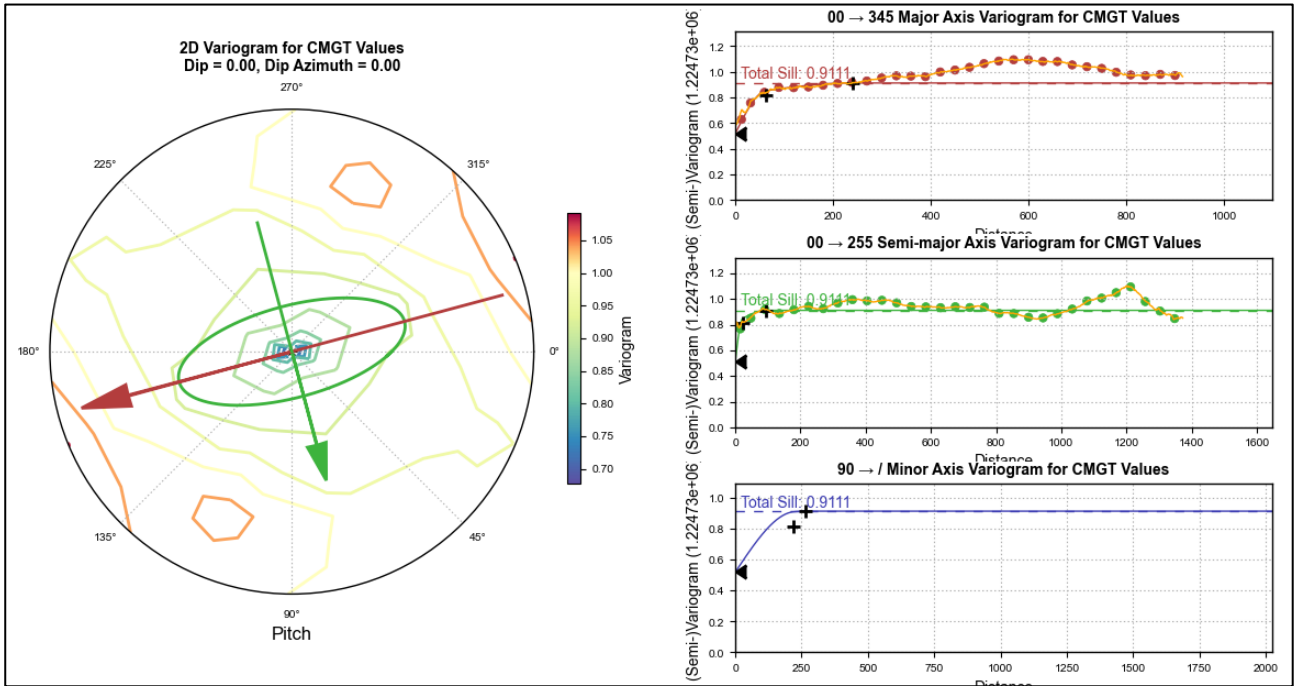 2D Variogram for CMGT Values
Dip = 0.00, Dip Azimuth = 0.00
270°
225°
315°
180°
0°
135°
45°
90°
Pitch
1.05
1.00
0.95
0.90
0.85
0.80
0.75
0.70
Variogram
00 → 345 Major Axis Variogram for CMGT Values
(Semi-)Variogram (1.22473e+06
Total Sill: 0.9111
1.2
1.0
0.8
0.6
0.4
0.2
0.0
0 200 400 600 800 1000
Distance
00 → 255 Semi-major Axis Variogram for CMGT Values
(Semi-)Variogram (1.22473e+06
Total Sill: 0.9111
1.2
1.0
0.8
0.6
0.4
0.2
0.0
0 200 400 600 800 1000 1200 1400 1600
Distance
90 → / Minor Axis Variogram for CMGT Values
(Semi-)Variogram (1.22473e+06
Total Sill: 0.9111
1.0
0.8
0.6
0.4
0.2
0.0
0 250 500 750 1000 1250 1500 1750 2000
Distance